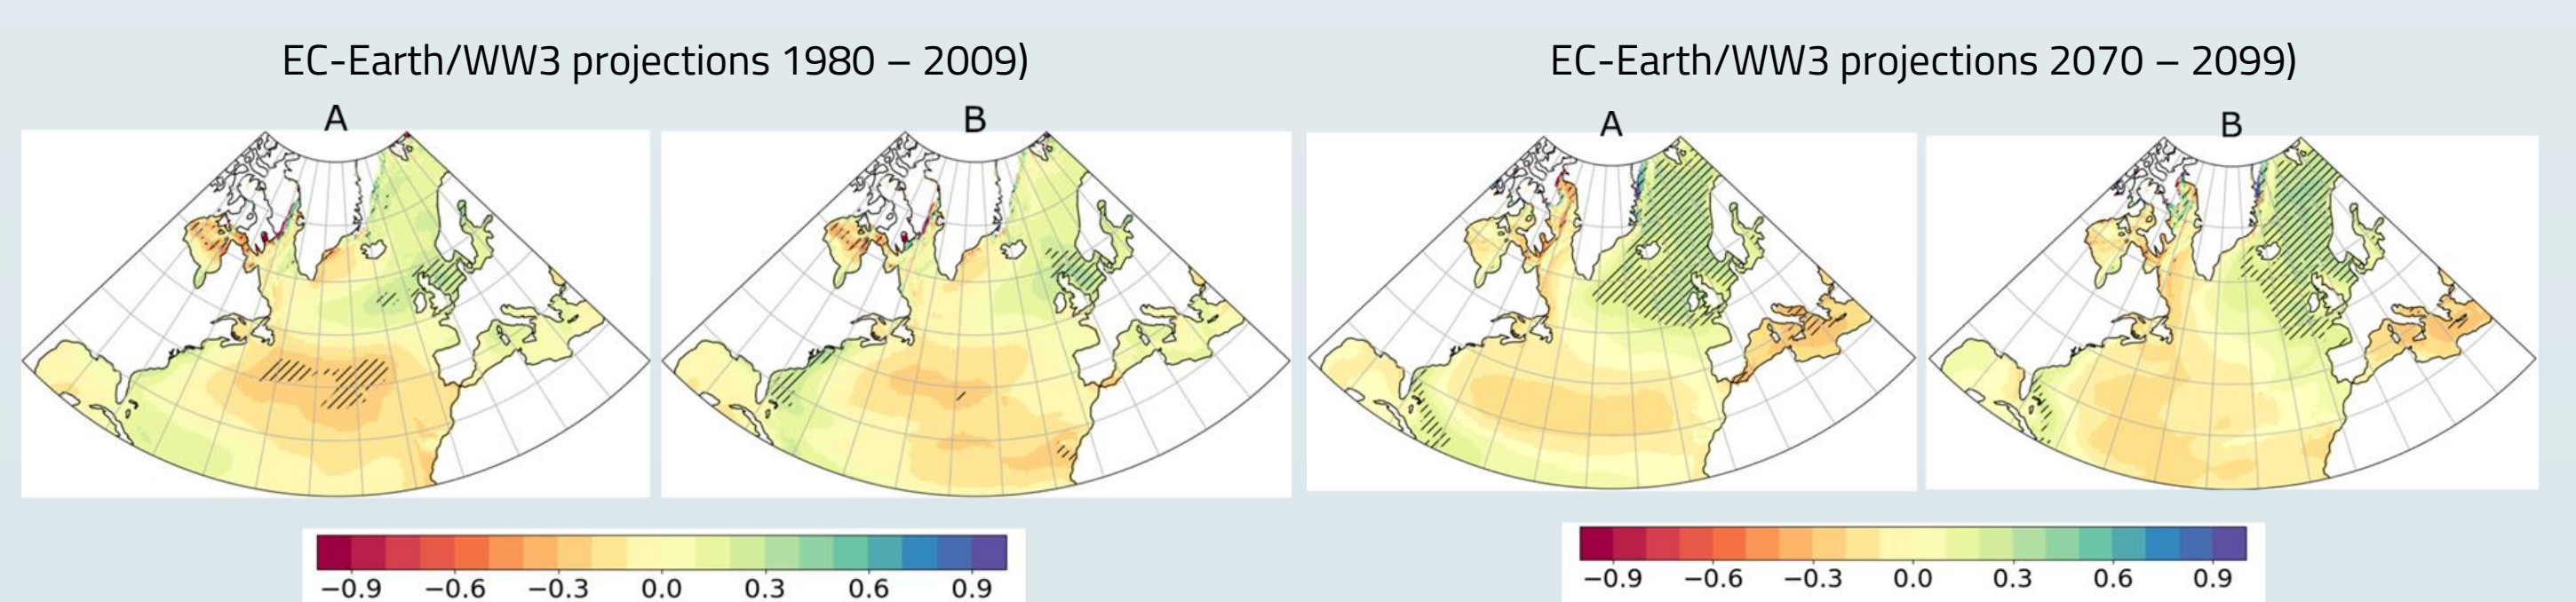 EC-Earth/WW3 projections 1980 – 2009)
A
B
−0.9 −0.6 −0.3 0.0 0.3 0.6 0.9
EC-Earth/WW3 projections 2070 – 2099)
A
B
−0.9 −0.6 −0.3 0.0 0.3 0.6 0.9